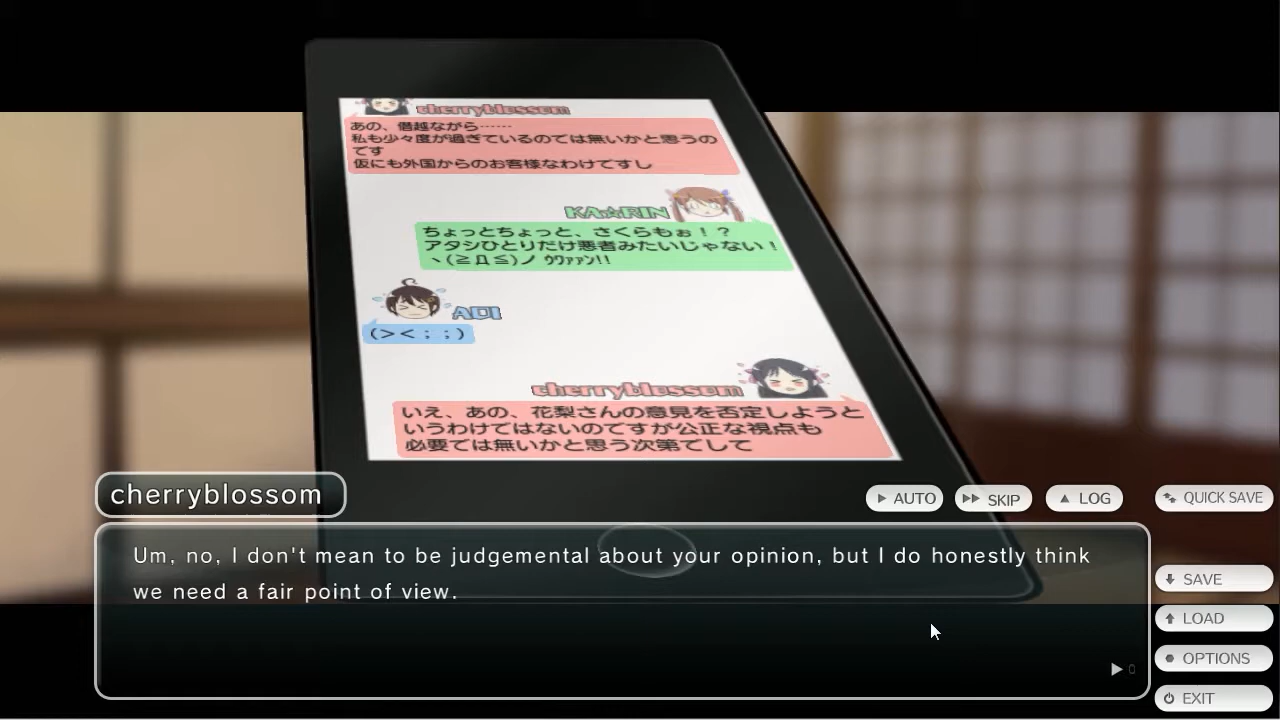 cherryblossom
あの、僭越ながら……
私も少々度が過ぎているのでは無いかと思うの
です
仮にも外国からのお客様なわけですし
KA☆RIN
ちょっとちょっと、さくらもぉ！？
アタシひとりだけ悪者みたいじゃない！
ヽ(≧Д≦)ノ ｳﾜｧｧﾝ!!
AOI
(＞＜；；)
cherryblossom
いえ、あの、花梨さんの意見を否定しようと
いうわけではないのですが公正な視点も
必要では無いかと思う次第でして
cherryblossom
AUTO
SKIP
LOG
QUICK SAVE
Um, no, I don't mean to be judgemental about your opinion, but I do honestly think
we need a fair point of view.
SAVE
LOAD
OPTIONS
EXIT
0